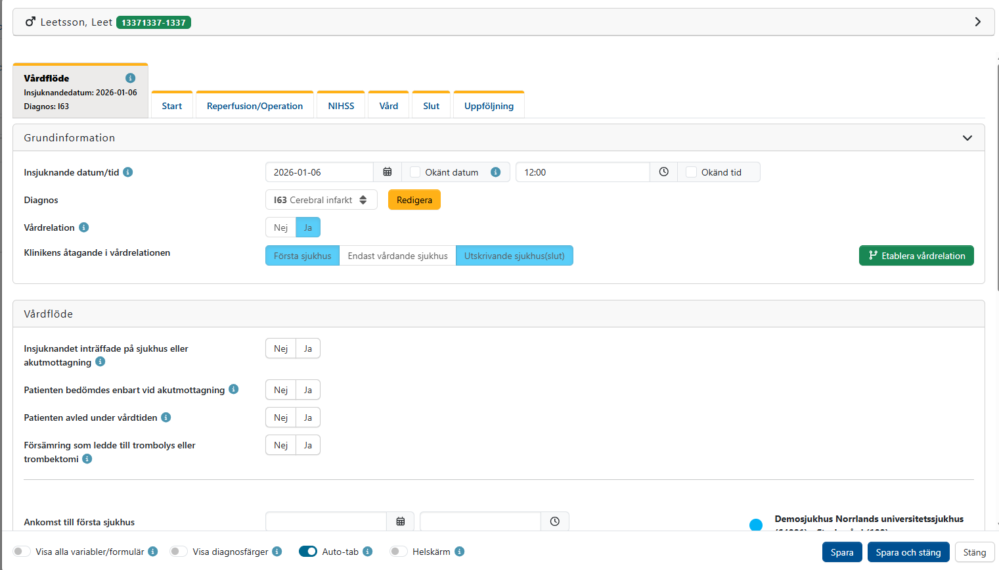 Leetsson, Leet 13371337-1337
Vårdflöde
Insjuknandedatum: 2026-01-06
Diagnos: I63
Start Reperfusion/Operation NIHSS Vård Slut Uppföljning
Grundinformation
Insjuknande datum/tid 2026-01-06 Okänt datum 12:00 Okänd tid
Diagnos I63 Cerebral infarkt Redigera
Vårdrelation Nej Ja
Klinikens åtagande i vårdrelationen Första sjukhus Endast vårdande sjukhus Utskrivande sjukhus(slut) Etablera vårdrelation
Vårdflöde
Insjuknandet inträffade på sjukhus eller
akutmottagning Nej Ja
Patienten bedömdes enbart vid akutmottagning Nej Ja
Patienten avled under vårdtiden Nej Ja
Försämring som ledde till trombolys eller
trombektomi Nej Ja
Ankomst till första sjukhus Demosjukhus Norrlands universitetssjukhus
Visa alla variabler/formulär Visa diagnosfärger Auto-tab Helskärm Spara Spara och stäng Stäng